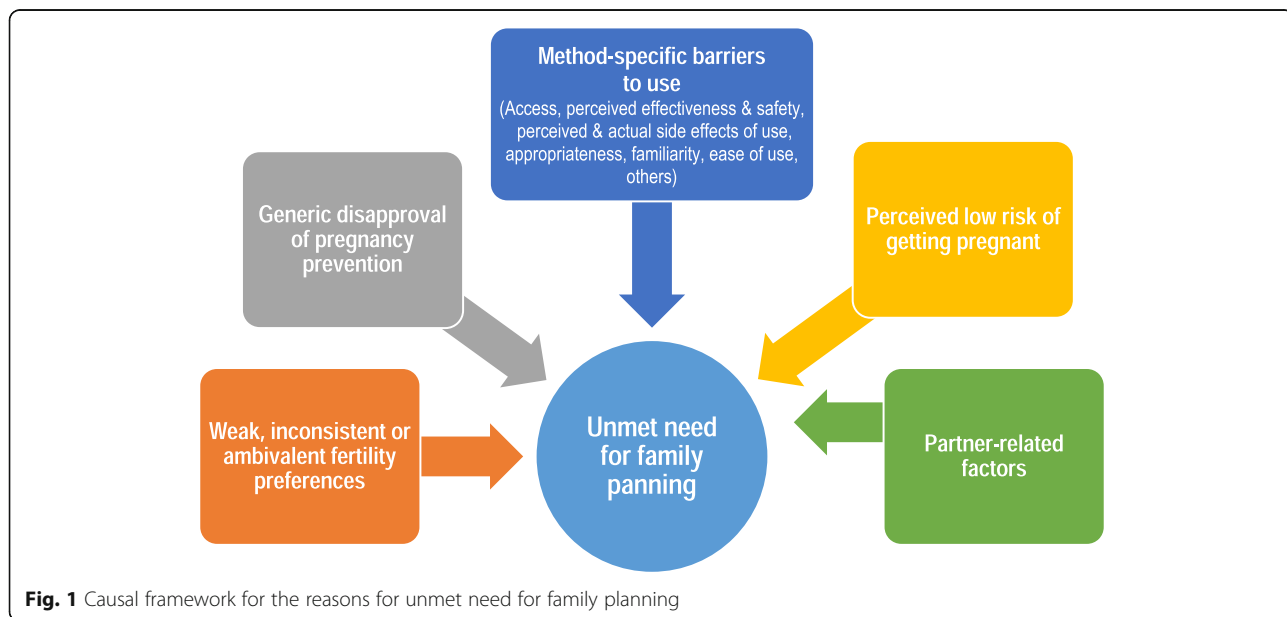 Method-specific barriers
to use
(Access, perceived effectiveness & safety,
perceived & actual side effects of use,
appropriateness, familiarity, ease of use,
others)
Generic disapproval
of pregnancy
prevention
Perceived low risk of
getting pregnant
Weak, inconsistent or
ambivalent fertility
preferences
Unmet need
for family
panning
Partner-related
factors
Fig. 1 Causal framework for the reasons for unmet need for family planning